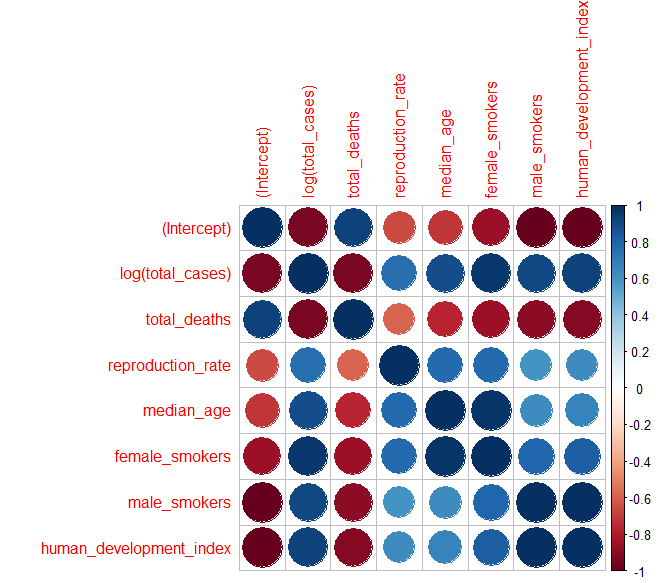 (Intercept)
log(total_cases)
total_deaths
reproduction_rate
median_age
female_smokers
male_smokers
human_development_index
(Intercept)
log(total_cases)
total_deaths
reproduction_rate
median_age
female_smokers
male_smokers
human_development_index
1
0.8
0.6
0.4
0.2
0
-0.2
-0.4
-0.6
-0.8
-1